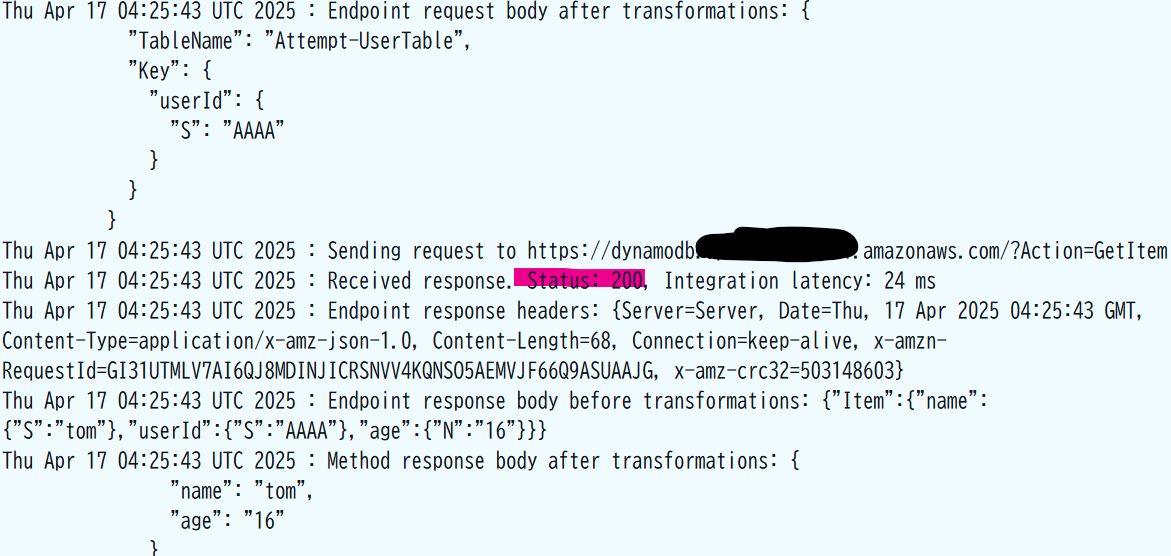 Thu Apr 17 04:25:43 UTC 2025 : Endpoint request body after transformations: {
"TableName": "Attempt-UserTable",
"Key": {
"userId": {
"S": "AAAA"
}
}
}
Thu Apr 17 04:25:43 UTC 2025 : Sending request to https://dynamodb .amazonaws.com/?Action=GetItem
Thu Apr 17 04:25:43 UTC 2025 : Received response. Status: 200, Integration latency: 24 ms
Thu Apr 17 04:25:43 UTC 2025 : Endpoint response headers: {Server=Server, Date=Thu, 17 Apr 2025 04:25:43 GMT,
Content-Type=application/x-amz-json-1.0, Content-Length=68, Connection=keep-alive, x-amzn-
RequestId=GI31UTMLV7AI6QJ8MDINJICRSNVV4KQNSO5AEMVJF66Q9ASUAAJG, x-amz-crc32=503148603}
Thu Apr 17 04:25:43 UTC 2025 : Endpoint response body before transformations: {"Item":{"name":
{"S":"tom"},"userId":{"S":"AAAA"},"age":{"N":"16"}}}
Thu Apr 17 04:25:43 UTC 2025 : Method response body after transformations: {
"name": "tom",
"age": "16"
}